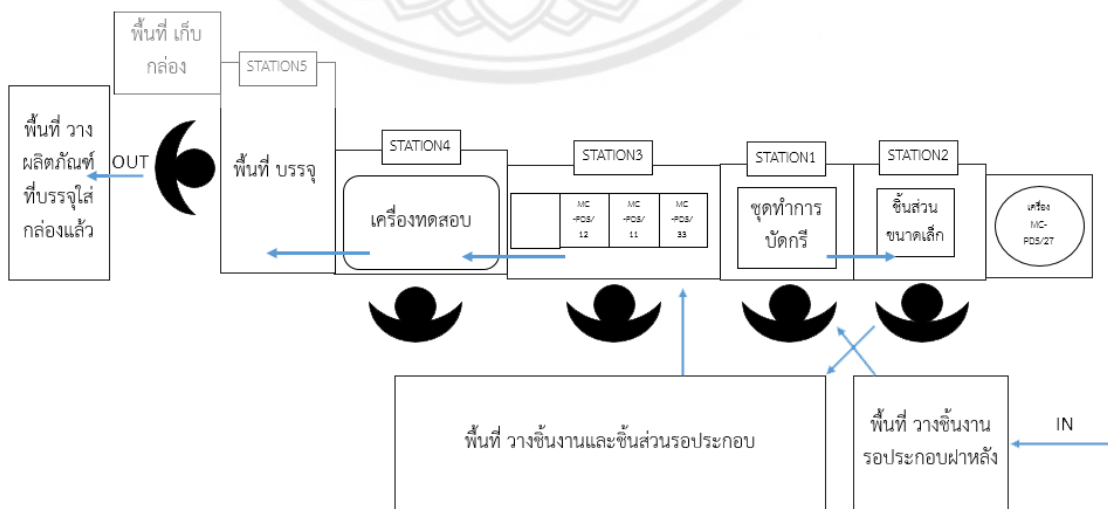 พื้นที่ เก็บ
กล่อง
STATION5
พื้นที่ วาง
ผลิตภัณฑ์
ที่บรรจุใส่
กล่องแล้ว
OUT
พื้นที่ บรรจุ
STATION4
เครื่องทดสอบ
STATION3
MC
-PDS/
12
MC
-PDS/
11
MC
-PDS/
33
STATION1
ชุดทำการ
บัดกรี
STATION2
ชิ้นส่วน
ขนาดเล็ก
เครื่อง
MC-
PDS/27
พื้นที่ วางชิ้นงานและชิ้นส่วนรอประกอบ
พื้นที่ วางชิ้นงาน
รอประกอบฝาหลัง
IN